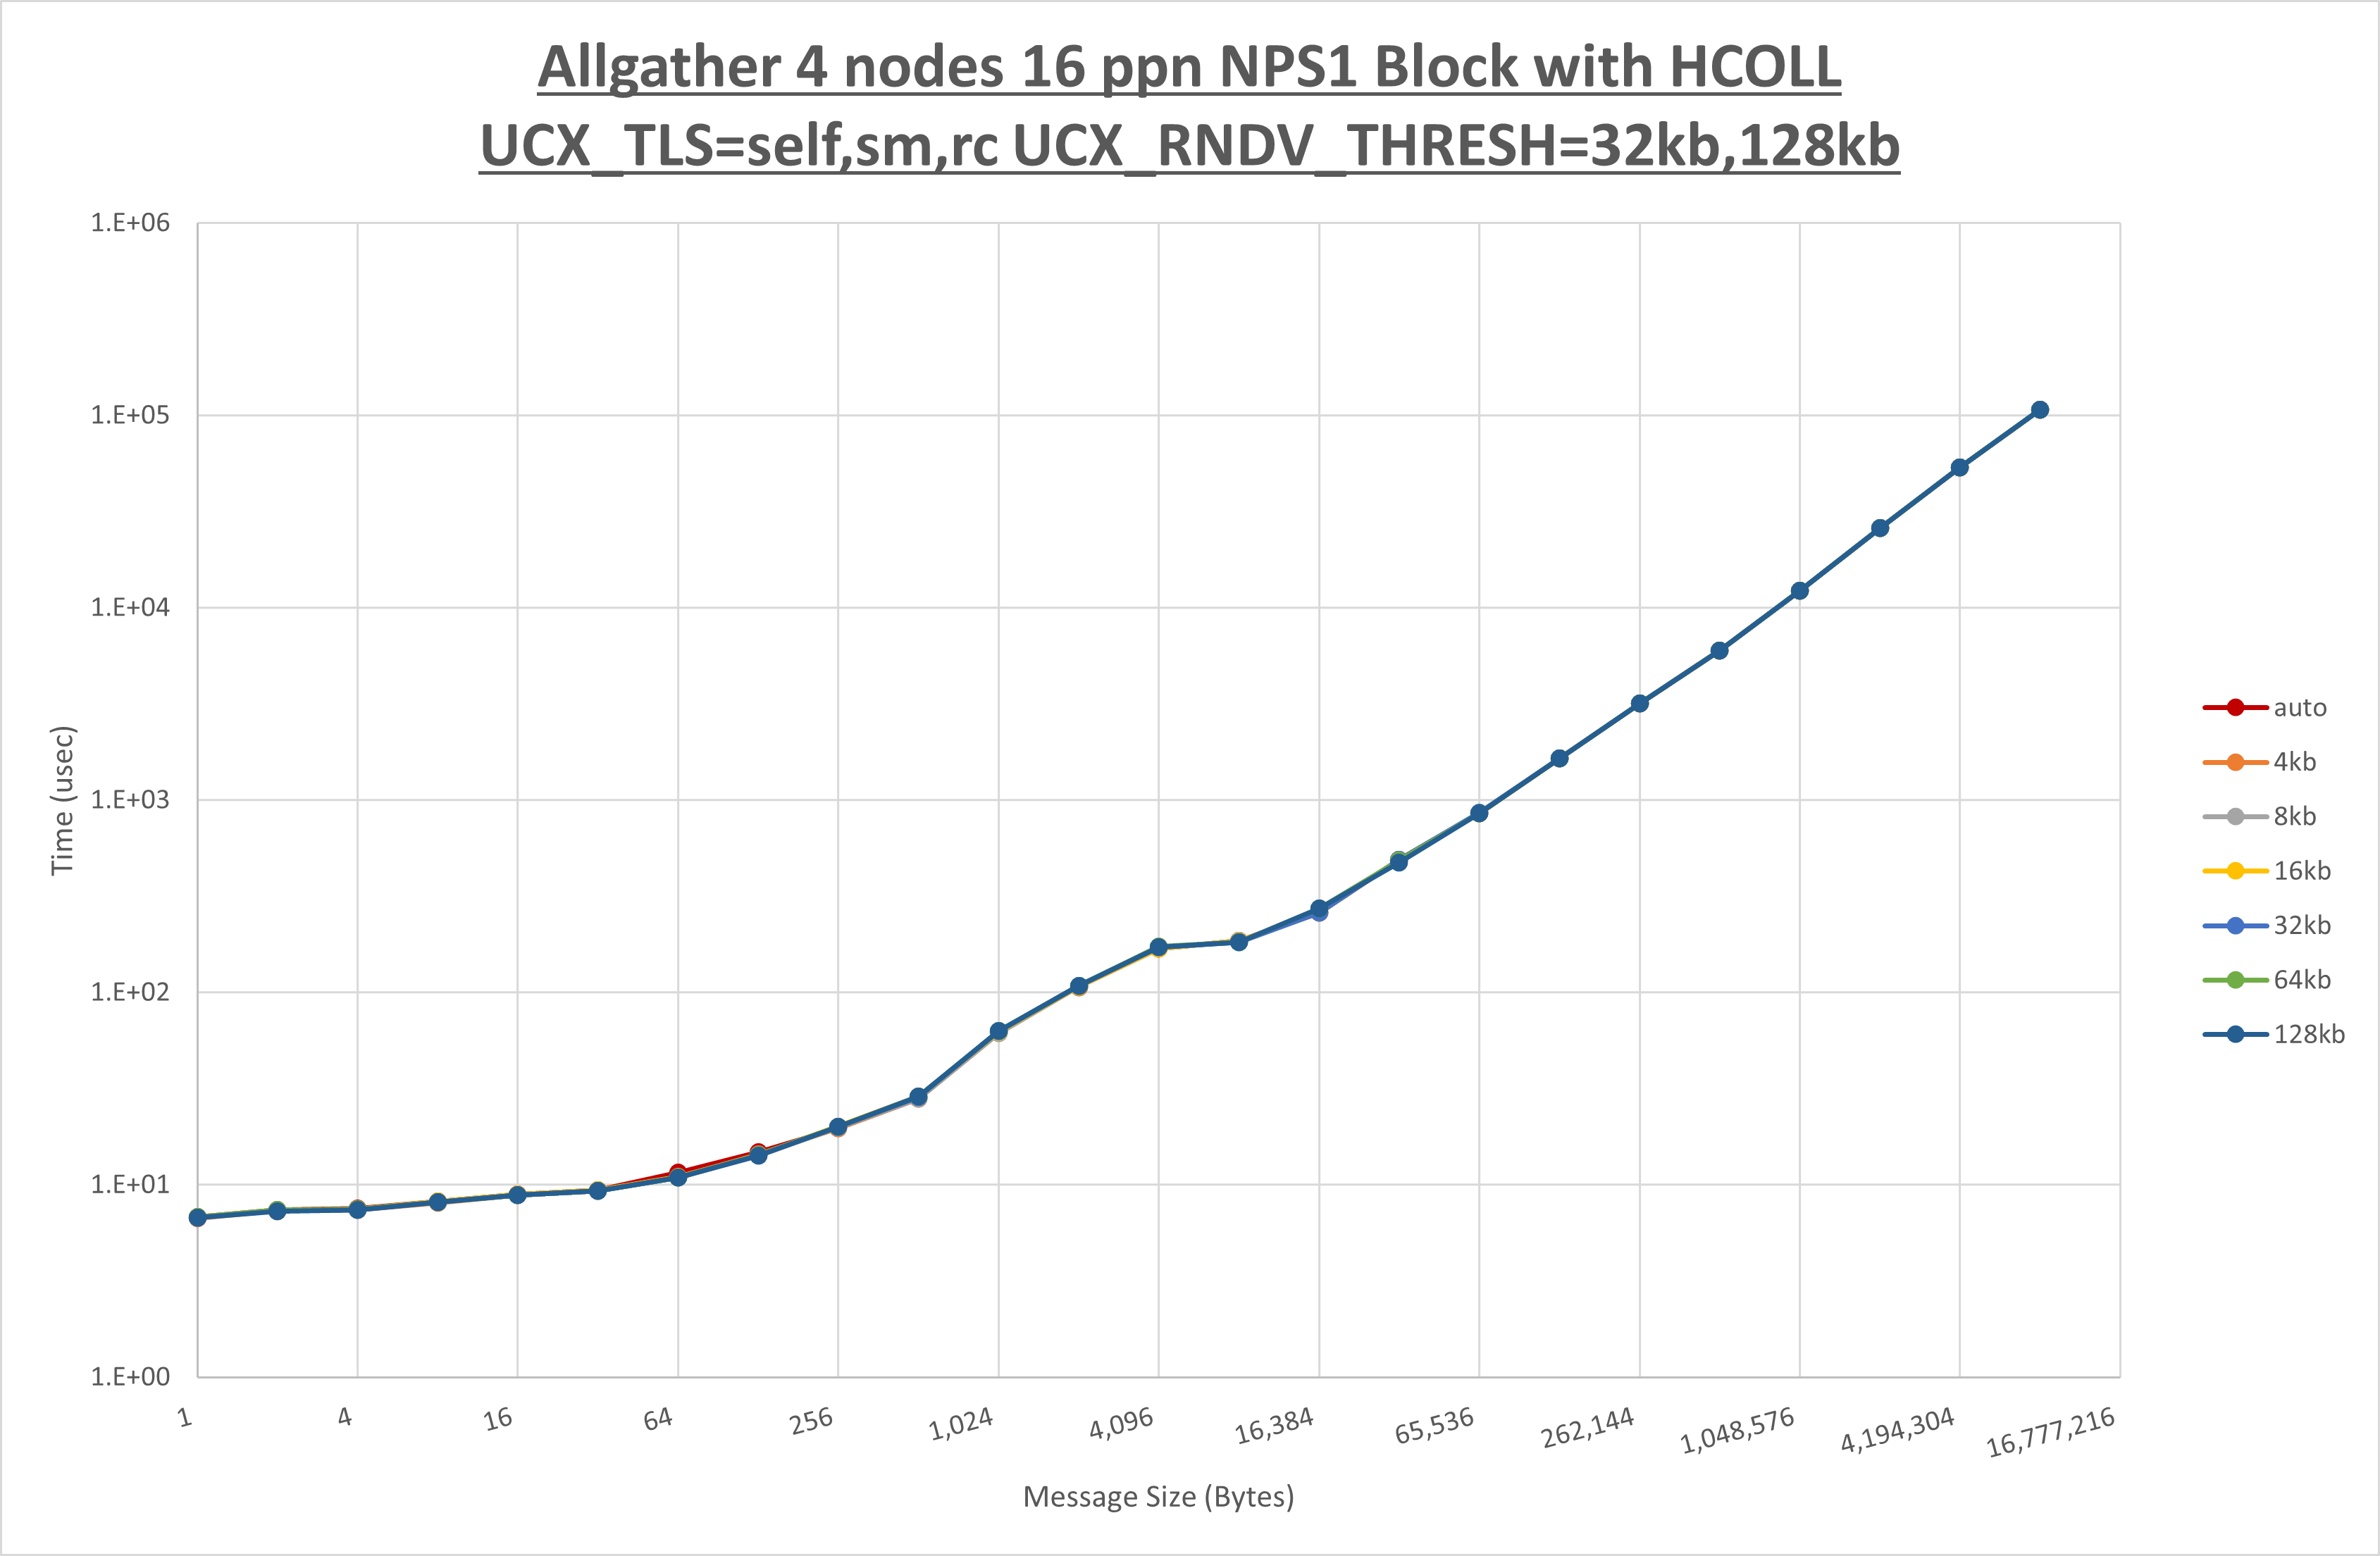 Allgather 4 nodes 16 ppn NPS1 Block with HCOLL
UCX_TLS=self,sm,rc UCX_RNDV_THRESH=32kb,128kb
1.E+06
1.E+05
1.E+04
1.E+03
1.E+02
1.E+01
1.E+00
Time (usec)
1
4
16
64
256
1,024
4,096
16,384
65,536
262,144
1,048,576
4,194,304
16,777,216
Message Size (Bytes)
auto
4kb
8kb
16kb
32kb
64kb
128kb